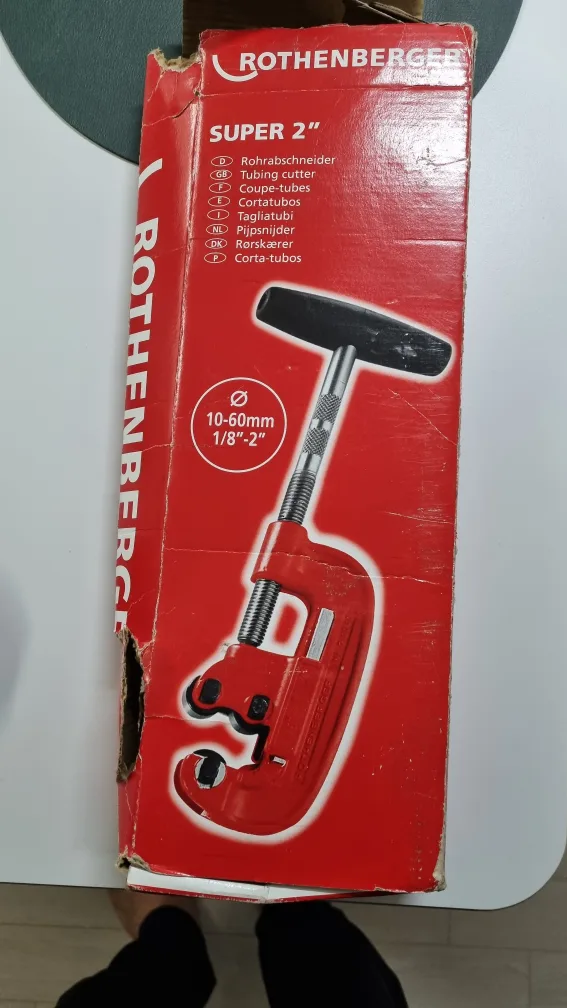 ROTHENBERGER
SUPER 2"
D Rohrabschneider
GB Tubing cutter
F Coupe-tubes
E Cortatubos
I Tagliatubi
NL Pijpsnijder
DK Rørskærer
P Corta-tubos
Ø
10-60mm
1/8"-2"
ROTHENBERGE